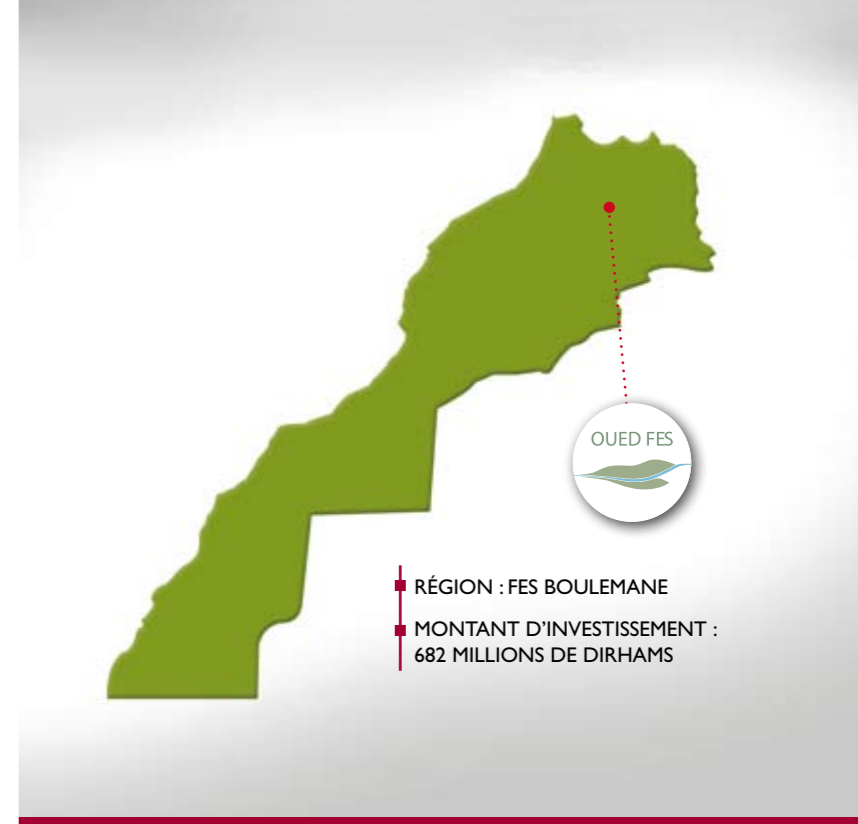 OUED FES
RÉGION : FES BOULEMANE
MONTANT D'INVESTISSEMENT :
682 MILLIONS DE DIRHAMS